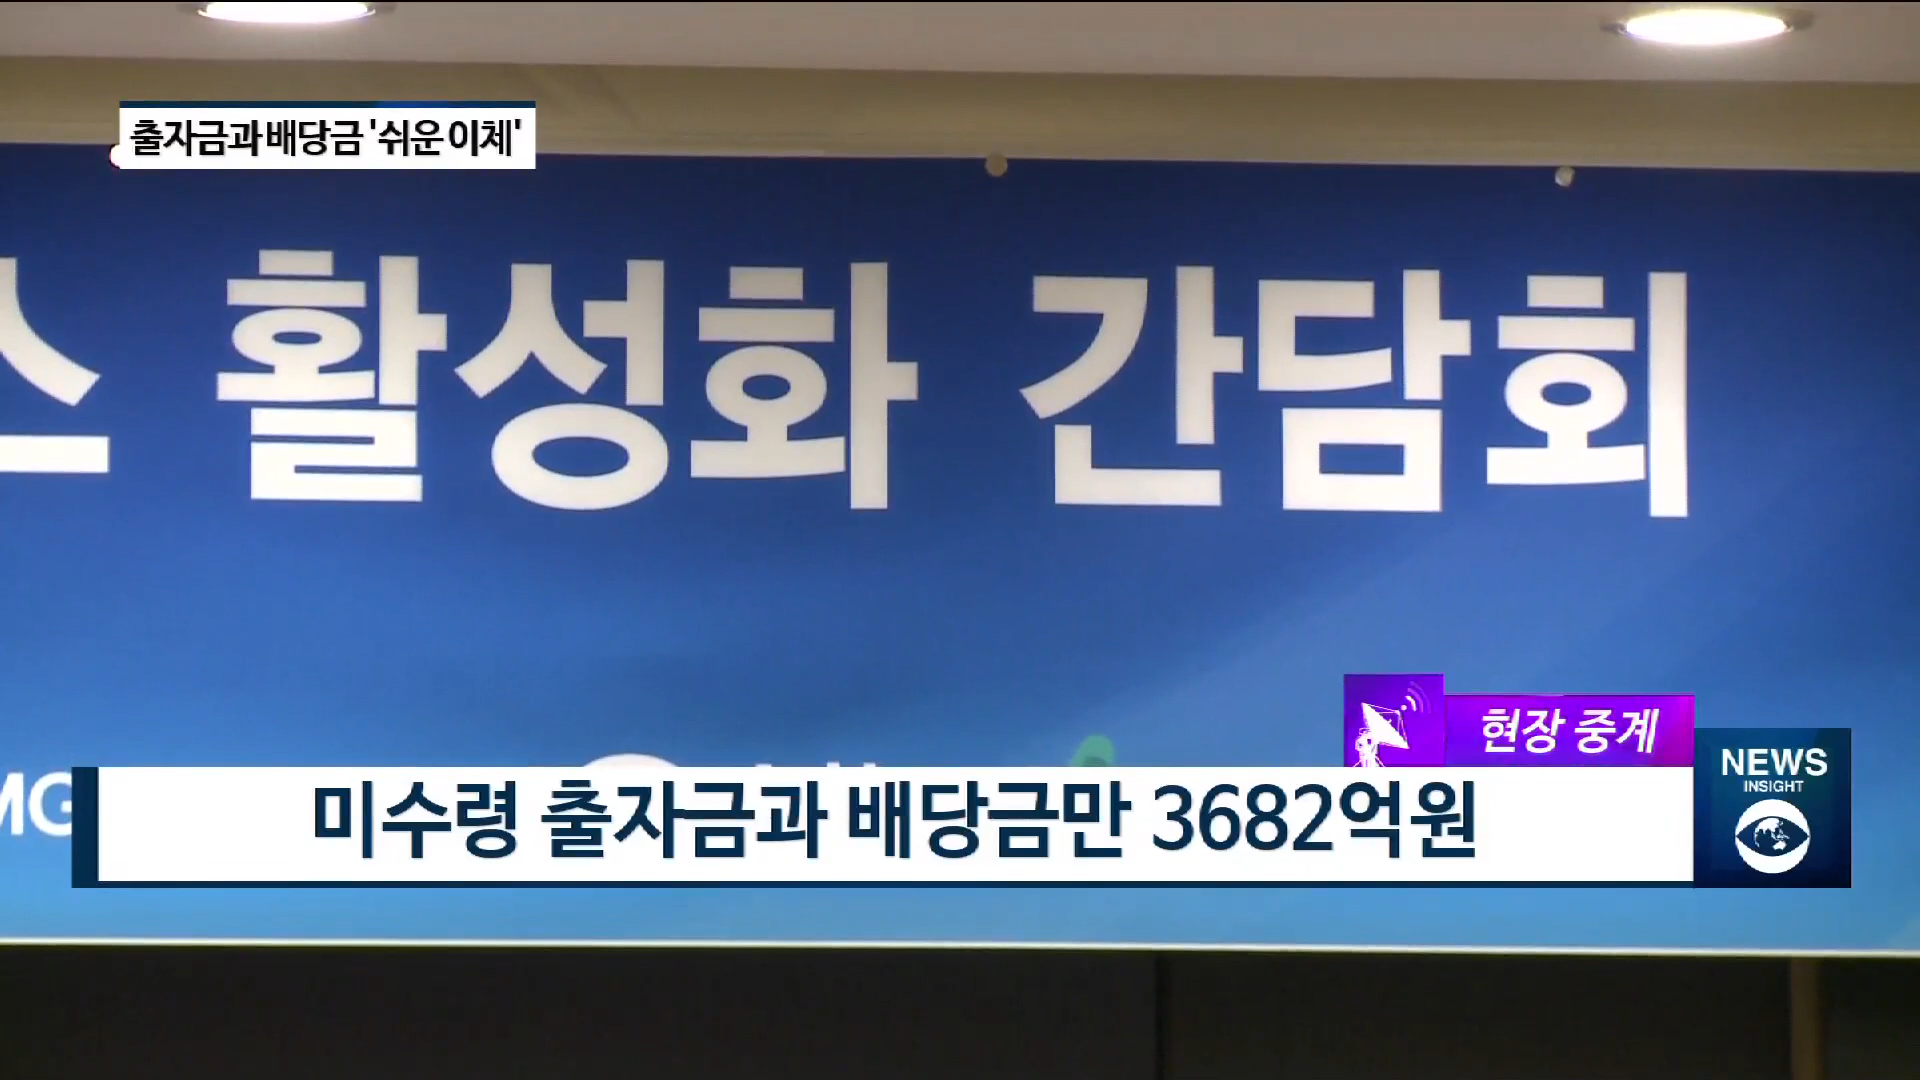 출자금과 배당금 '쉬운 이체'
스 활성화 간담회
현장 중계
NEWS
INSIGHT
MG
미수령 출자금과 배당금만 3682억원